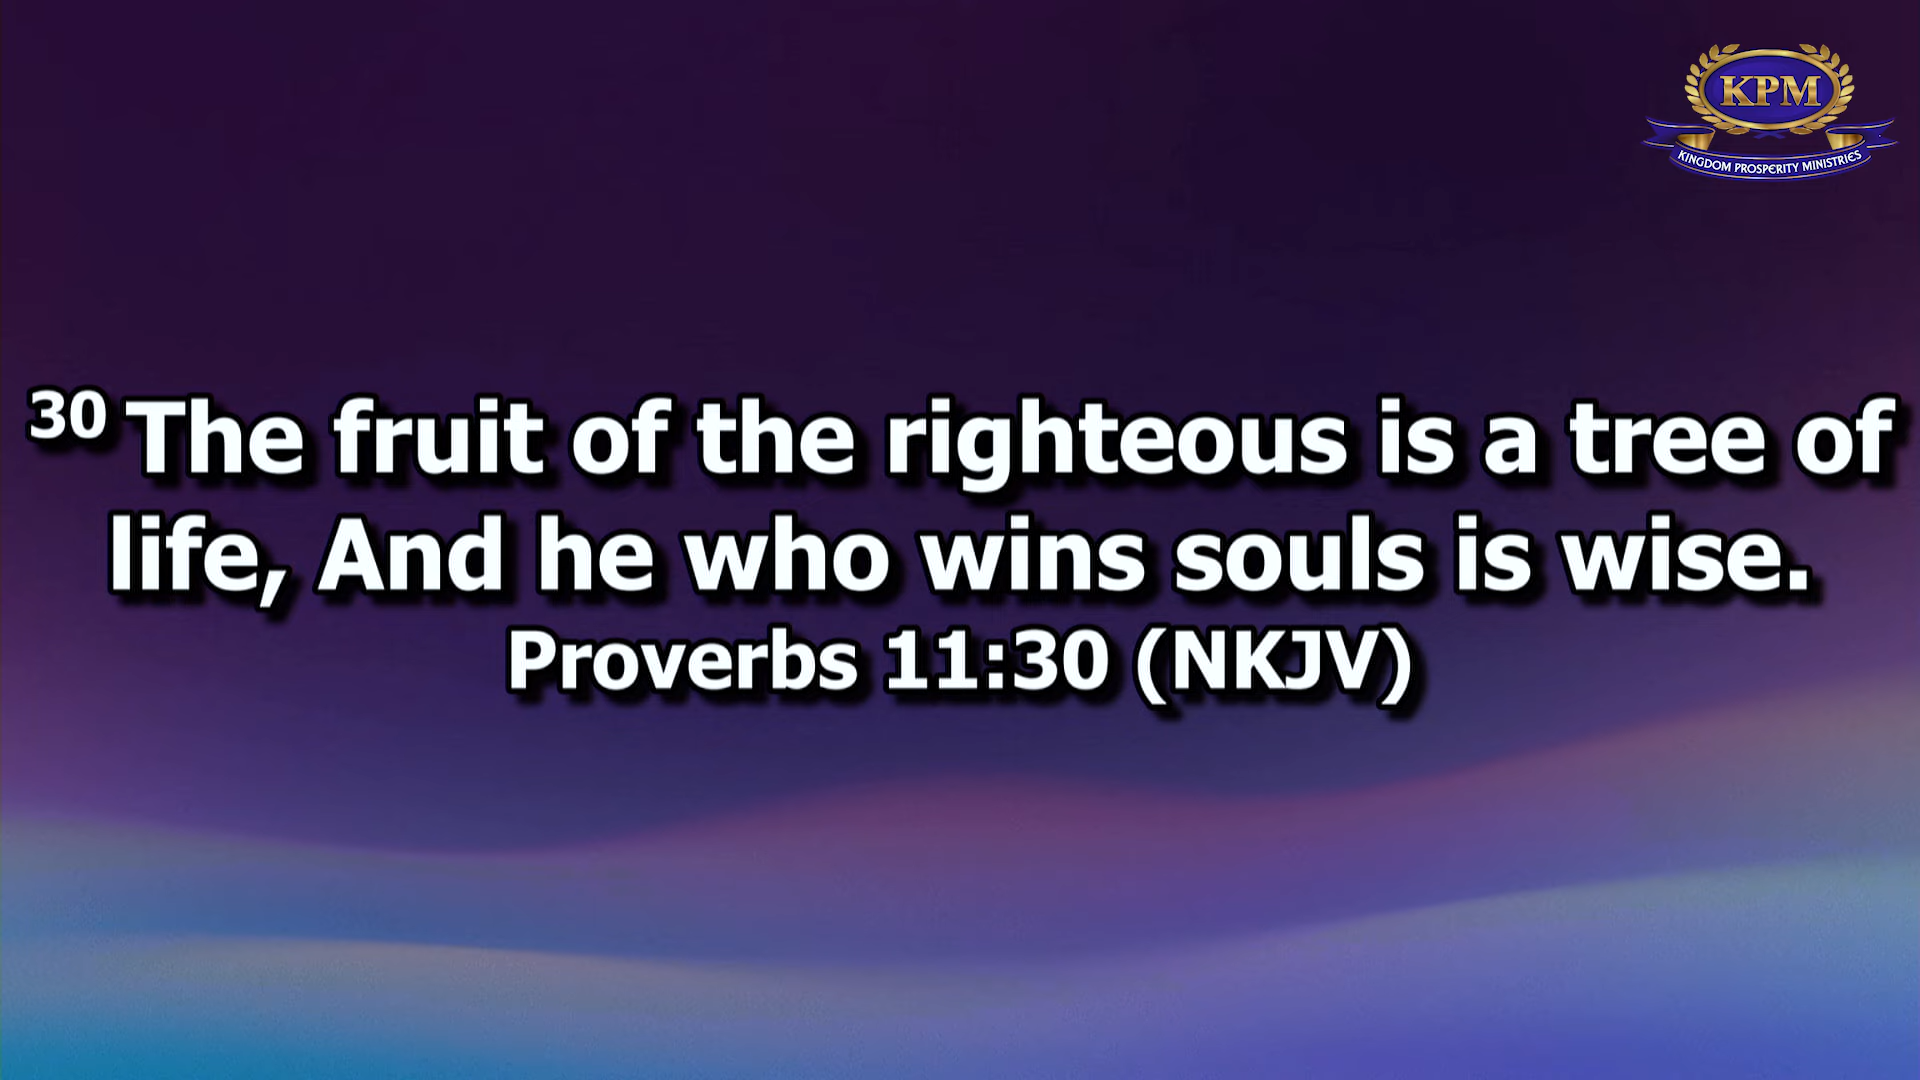 KPM
KINGDOM PROSPERITY MINISTRIES
30 The fruit of the righteous is a tree of
life, And he who wins souls is wise.
Proverbs 11:30 (NKJV)